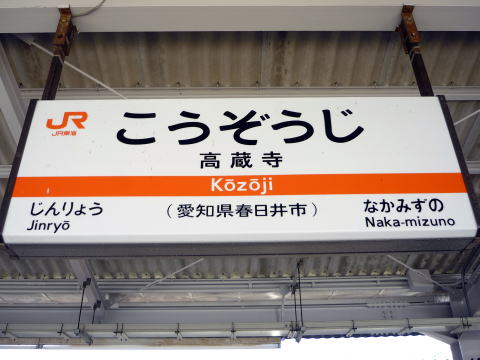 JR
JR東海
こうぞうじ
高蔵寺
Kōzōji
じんりょう
Jinryō
(愛知県春日井市)
なかみずの
Naka-mizuno